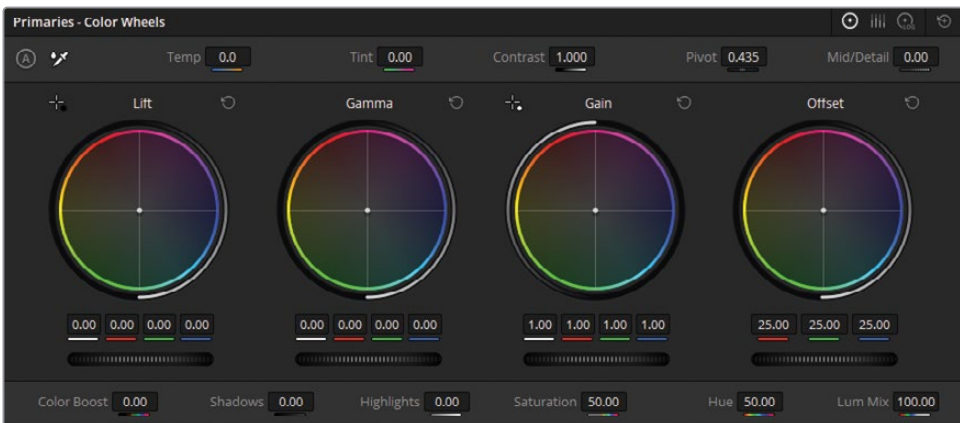 Primaries - Color Wheels
LOG
A Temp 0.0 Tint 0.00 Contrast 1.000 Pivot 0.435 Mid/Detail 0.00
Lift Gamma Gain Offset
0.00 0.00 0.00 0.00 0.00 0.00 0.00 0.00 1.00 1.00 1.00 1.00 25.00 25.00 25.00
Color Boost 0.00 Shadows 0.00 Highlights 0.00 Saturation 50.00 Hue 50.00 Lum Mix 100.00